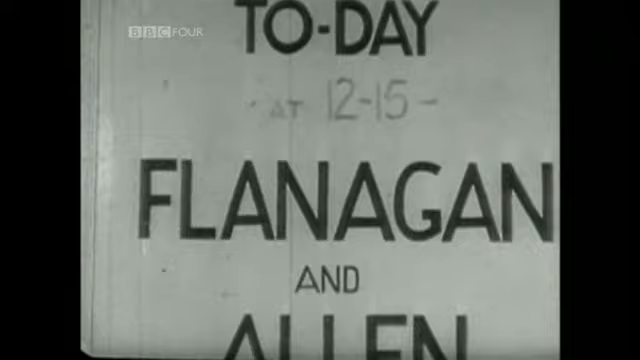 BBC FOUR
TO-DAY
- AT 12-15 -
FLANAGAN
AND
ALLEN